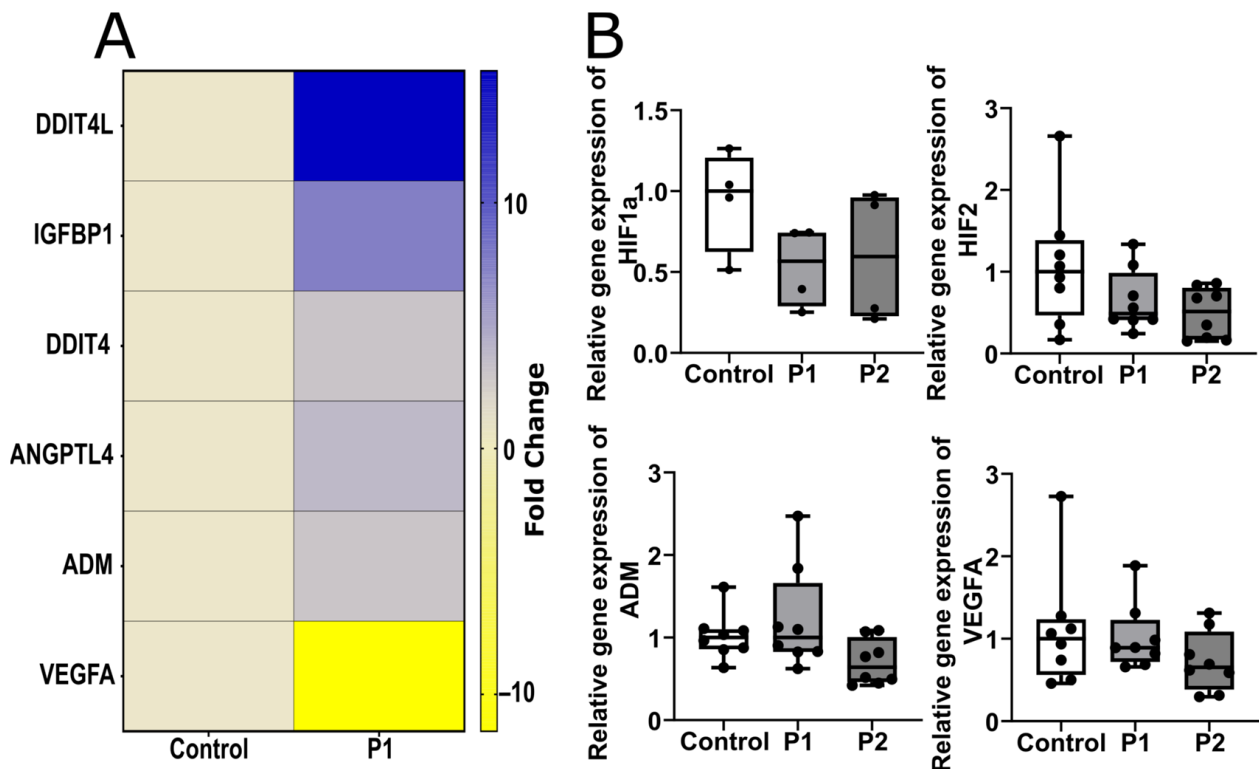 A
DDIT4L
IGFBP1
DDIT4
ANGPTL4
ADM
VEGFA
Control P1
10
0
−10
Fold Change
B
Relative gene expression of
HIF1a
1.5
1.0
0.5
0.0
Control P1 P2
Relative gene expression of
HIF2
3
2
1
0
Control P1 P2
Relative gene expression of
ADM
3
2
1
0
Control P1 P2
Relative gene expression of
VEGFA
3
2
1
0
Control P1 P2